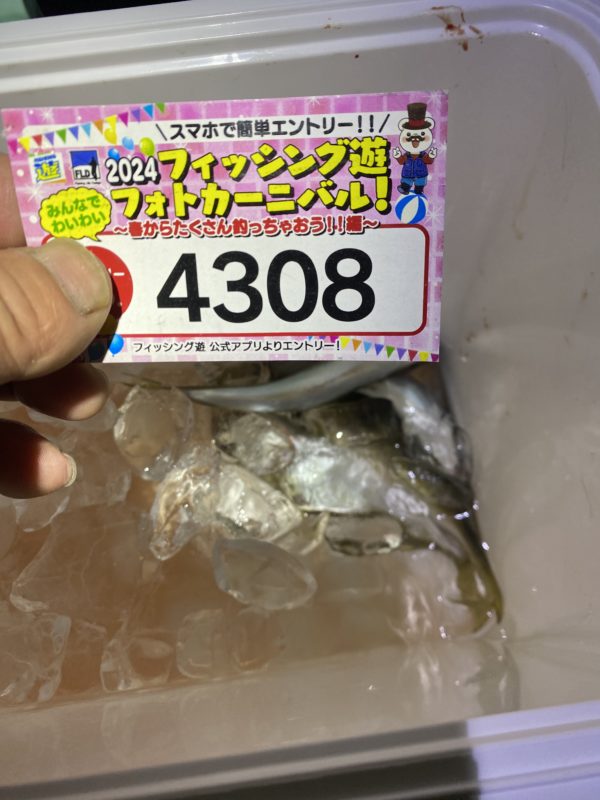 \スマホで簡単エントリー!!/
FLD
2024フィッシング遊
フォトカーニバル!
みんなで
わいわい
~春からたくさん釣っちゃおう!!編~
4308
フィッシング遊 公式アプリよりエントリー!